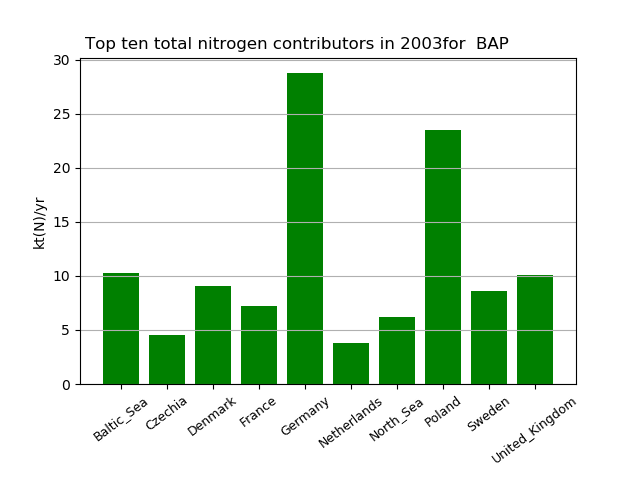 Top ten total nitrogen contributors in 2003for  BAP
30
25
20
15
10
5
0
kt(N)/yr
Baltic_Sea
Czechia
Denmark
France
Germany
Netherlands
North_Sea
Poland
Sweden
United_Kingdom